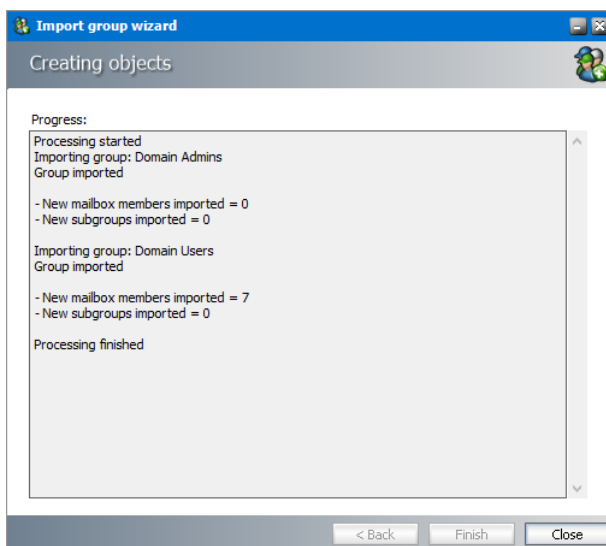 Import group wizard
Creating objects
Progress:
Processing started
Importing group: Domain Admins
Group imported
- New mailbox members imported = 0
- New subgroups imported = 0
Importing group: Domain Users
Group imported
- New mailbox members imported = 7
- New subgroups imported = 0
Processing finished
< Back Finish Close